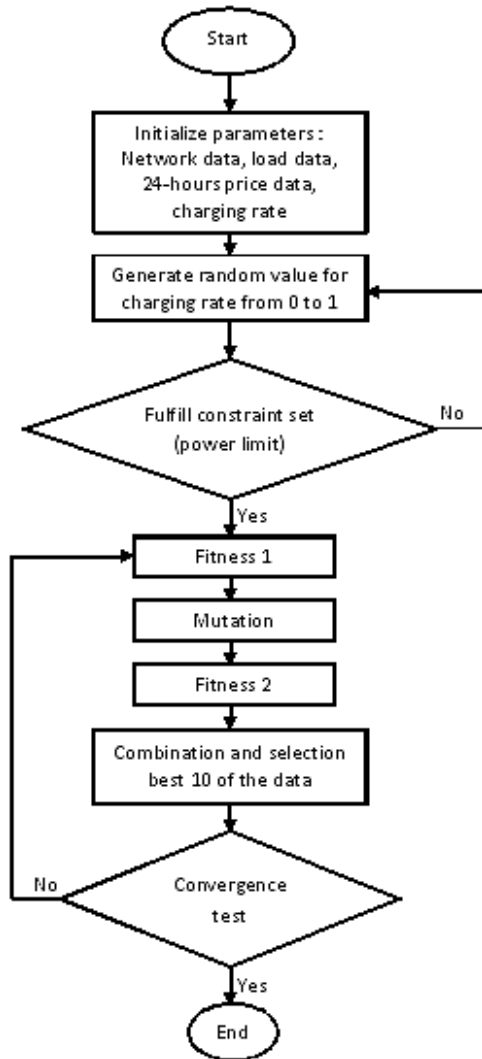 Start
Initialize parameters :
Network data, load data,
24-hours price data,
charging rate
Generate random value for
charging rate from 0 to 1
Fulfill constraint set
(power limit)
No
Yes
Fitness 1
Mutation
Fitness 2
Combination and selection
best 10 of the data
No
Convergence
test
Yes
End